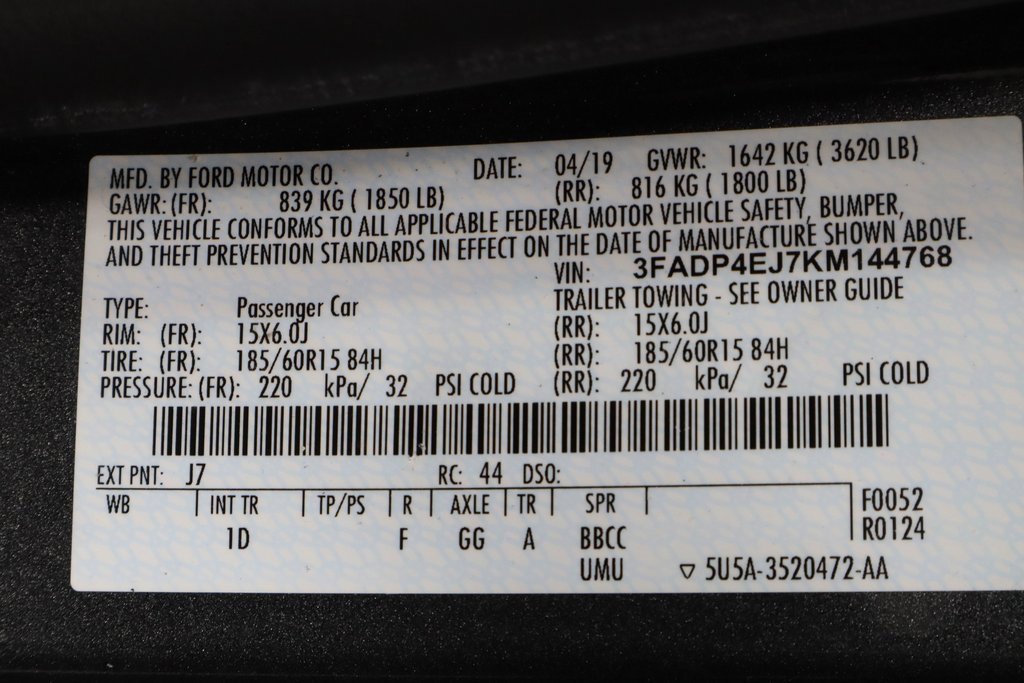 MFD. BY FORD MOTOR CO. DATE: 04/19 GVWR: 1642 KG ( 3620 LB)
GAWR: (FR): 839 KG ( 1850 LB) (RR): 816 KG ( 1800 LB)
THIS VEHICLE CONFORMS TO ALL APPLICABLE FEDERAL MOTOR VEHICLE SAFETY, BUMPER,
AND THEFT PREVENTION STANDARDS IN EFFECT ON THE DATE OF MANUFACTURE SHOWN ABOVE.
VIN: 3FADP4EJ7KM144768
TYPE: Passenger Car TRAILER TOWING - SEE OWNER GUIDE
RIM: (FR): 15X6.0J (RR): 15X6.0J
TIRE: (FR): 185/60R15 84H (RR): 185/60R15 84H
PRESSURE: (FR): 220 kPa/ 32 PSI COLD (RR): 220 kPa/ 32 PSI COLD
EXT PNT: J7 RC: 44 DSO:
WB INT TR TP/PS R AXLE TR SPR F0052
1D F GG A BBCC R0124
UMU ▽ 5U5A-3520472-AA